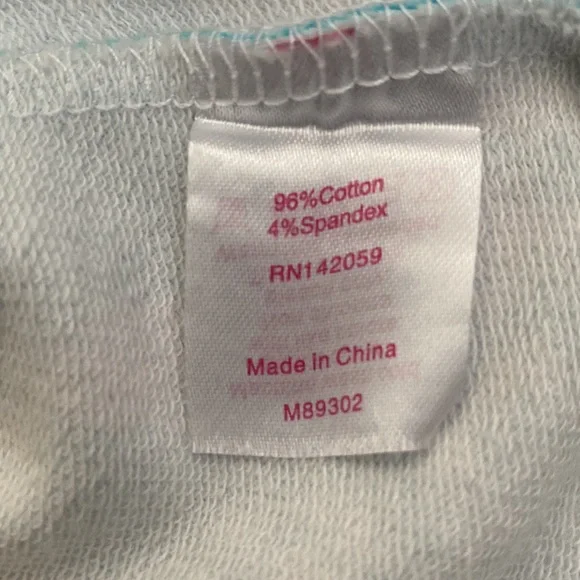 96%Cotton
4%Spandex
RN142059
Made in China
M89302